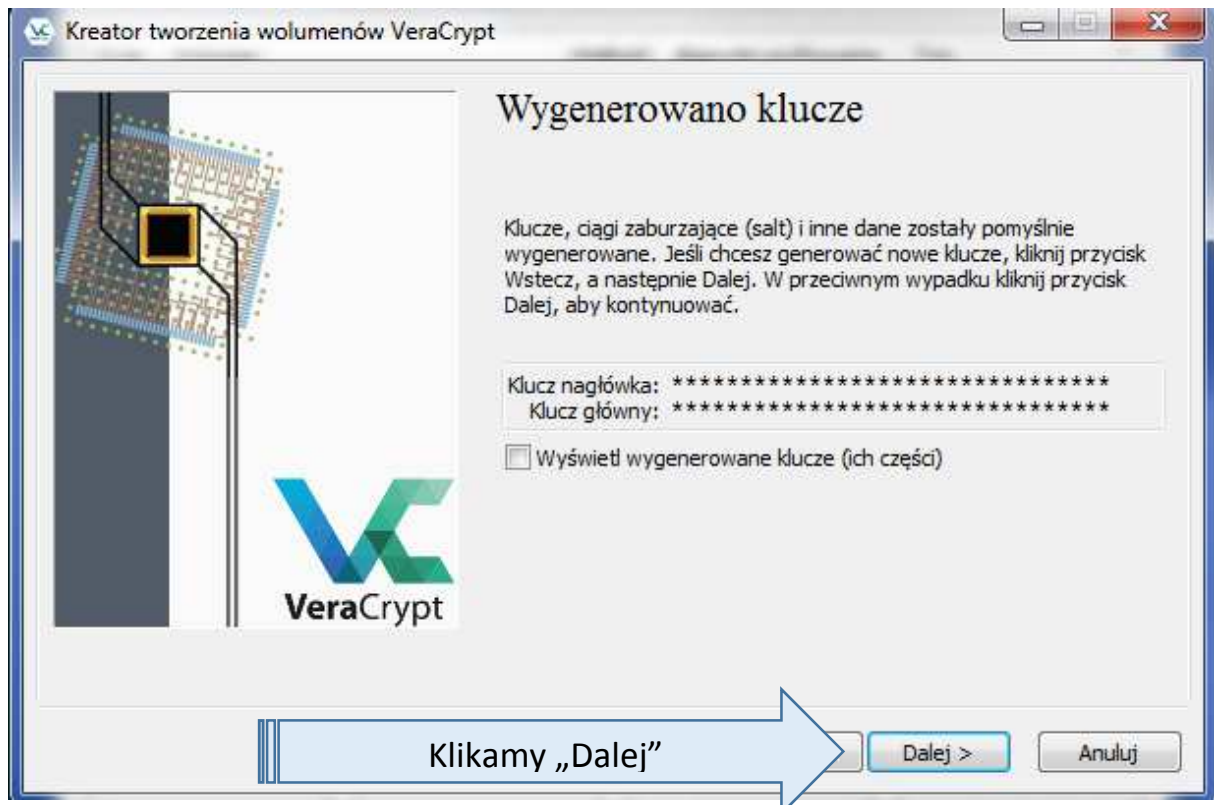 Kreator tworzenia wolumenów VeraCrypt
Wygenerowano klucze
Klucze, ciągi zaburzające (salt) i inne dane zostały pomyślnie
wygenerowane. Jeśli chcesz generować nowe klucze, kliknij przycisk
Wstecz, a następnie Dalej. W przeciwnym wypadku kliknij przycisk
Dalej, aby kontynuować.
Klucz nagłówka: **********************************
Klucz główny: **********************************
Wyświetl wygenerowane klucze (ich części)
VeraCrypt
Klikamy „Dalej”
Dalej >
Anuluj